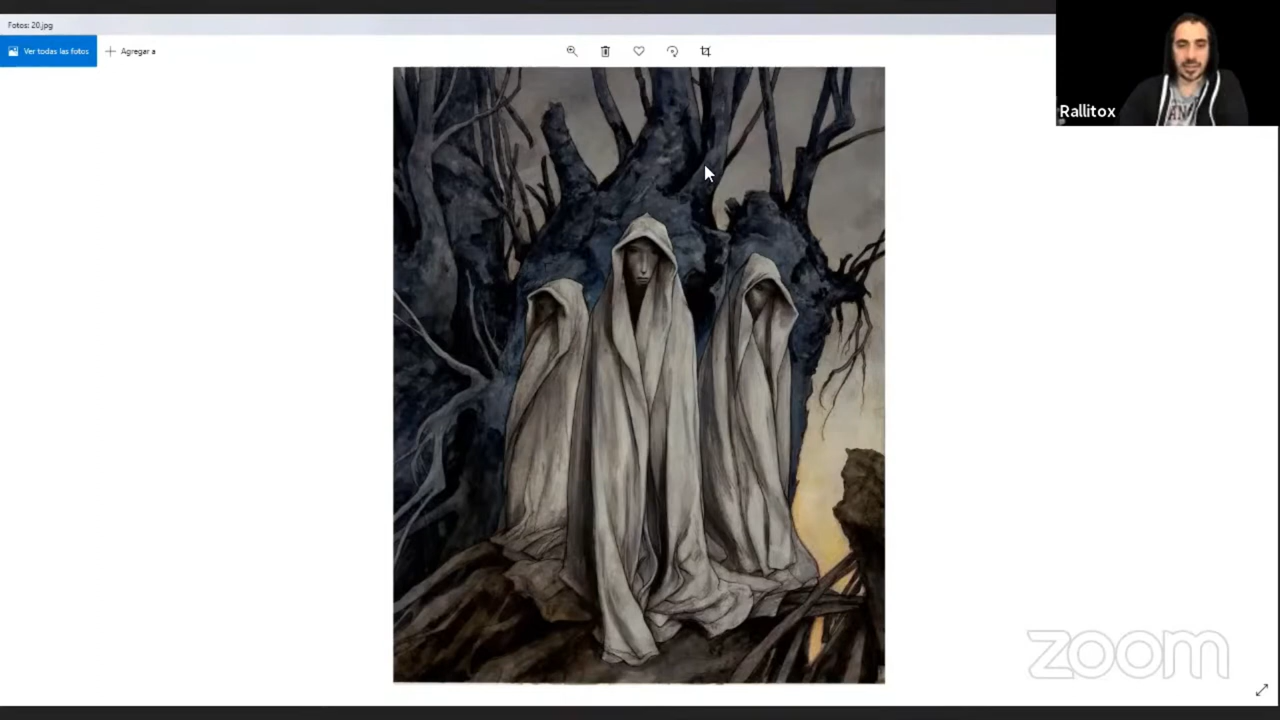 Fotos: 20.jpg
Ver todas las fotos
Agregar a
Rallitox
zoom